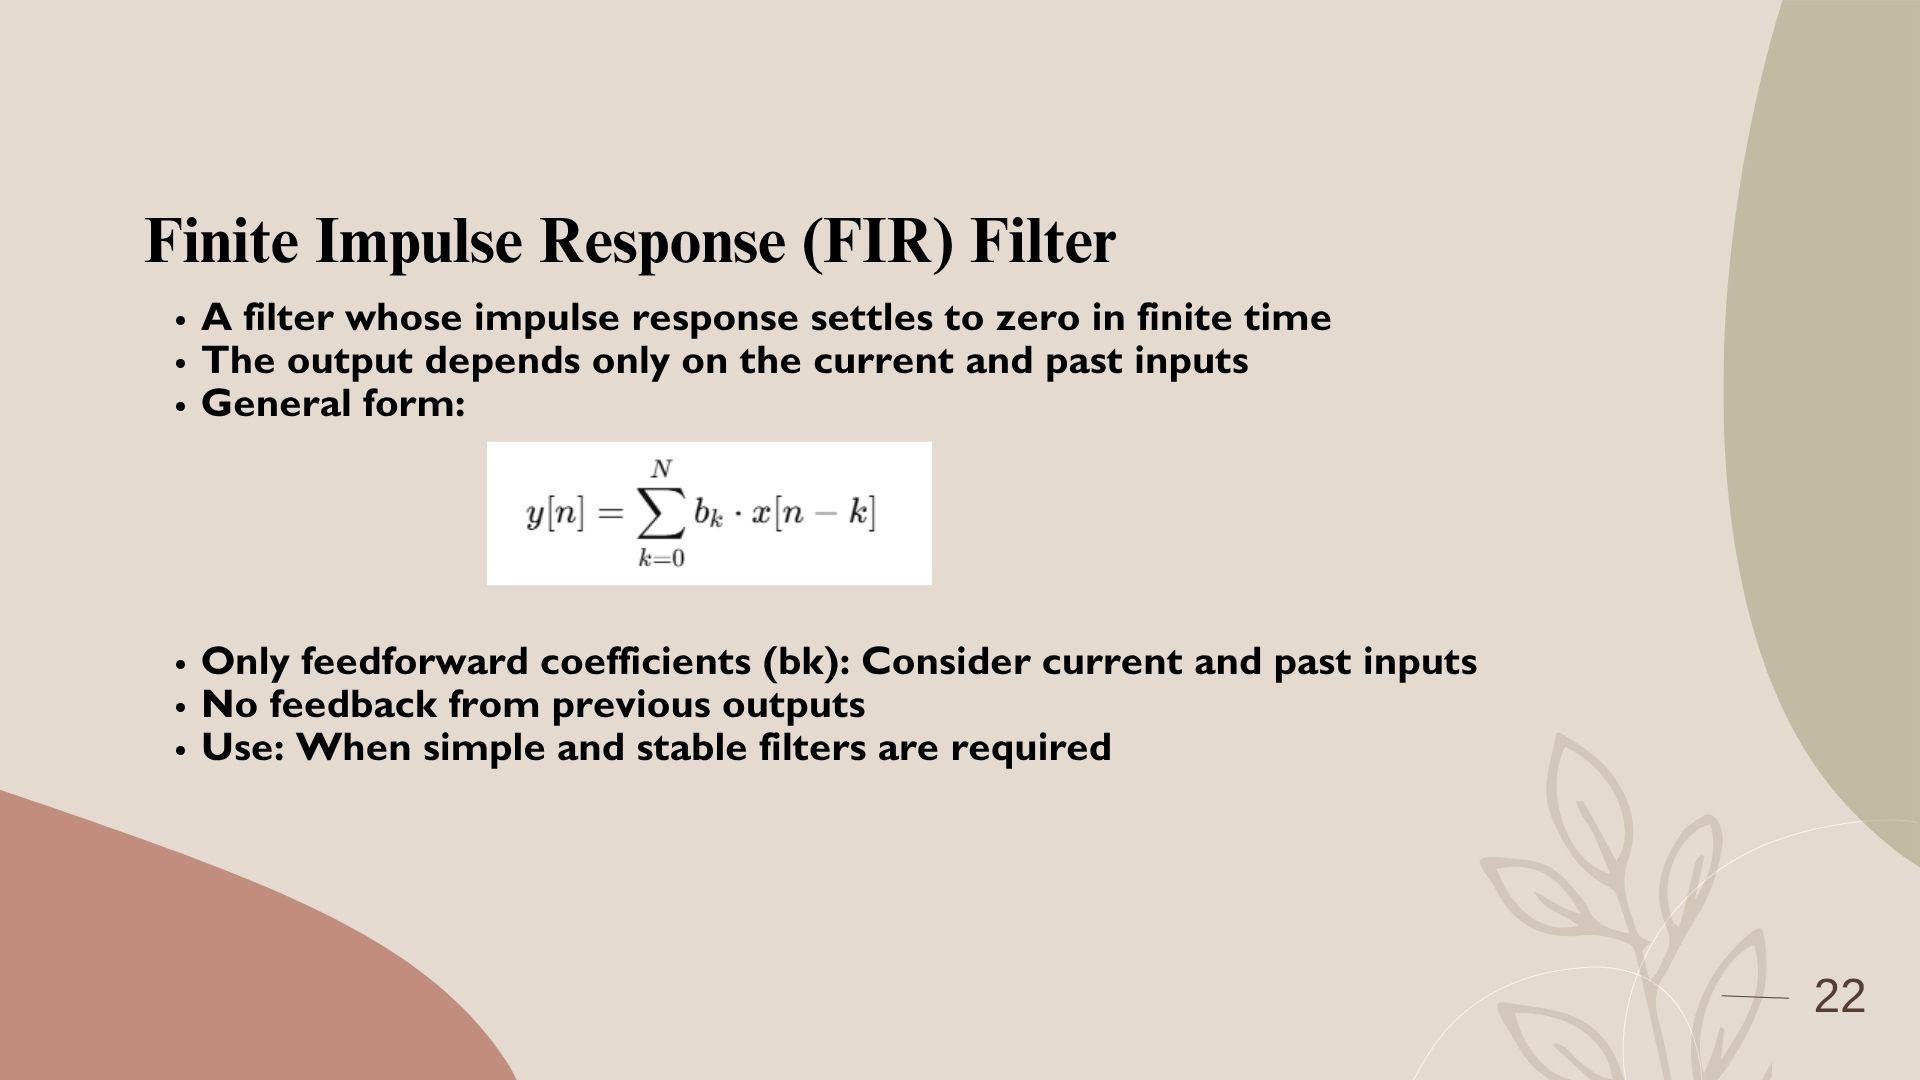 Finite Impulse Response (FIR) Filter
• A filter whose impulse response settles to zero in finite time
• The output depends only on the current and past inputs
• General form:
y[n] = \sum_{k=0}^{N} b_k · x[n − k]
• Only feedforward coefficients (bk): Consider current and past inputs
• No feedback from previous outputs
• Use: When simple and stable filters are required
22